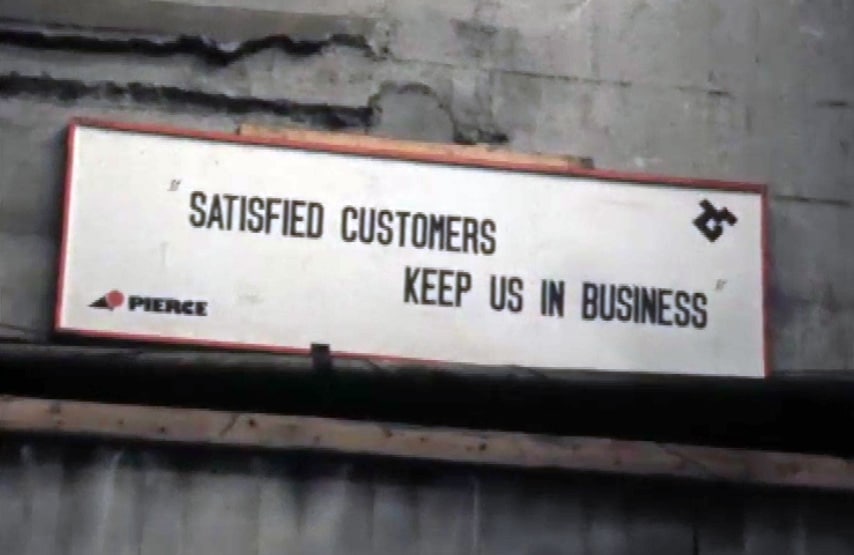 " SATISFIED CUSTOMERS
KEEP US IN BUSINESS "
PIERCE